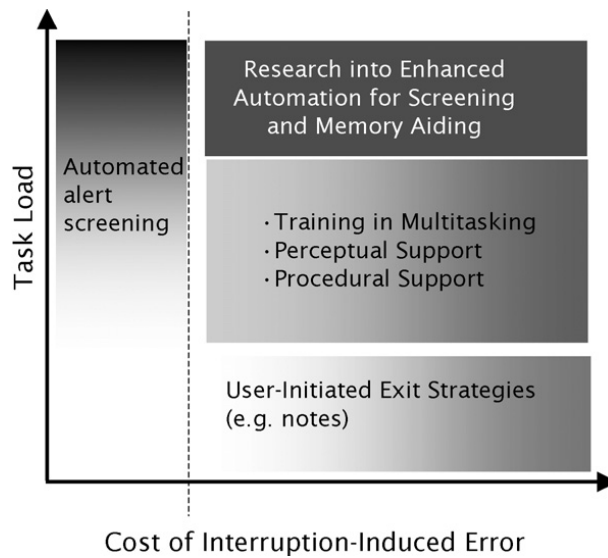 Research into Enhanced
Automation for Screening
and Memory Aiding
Automated
alert
screening
· Training in Multitasking
· Perceptual Support
· Procedural Support
User-Initiated Exit Strategies
(e.g. notes)
Task Load
Cost of Interruption-Induced Error